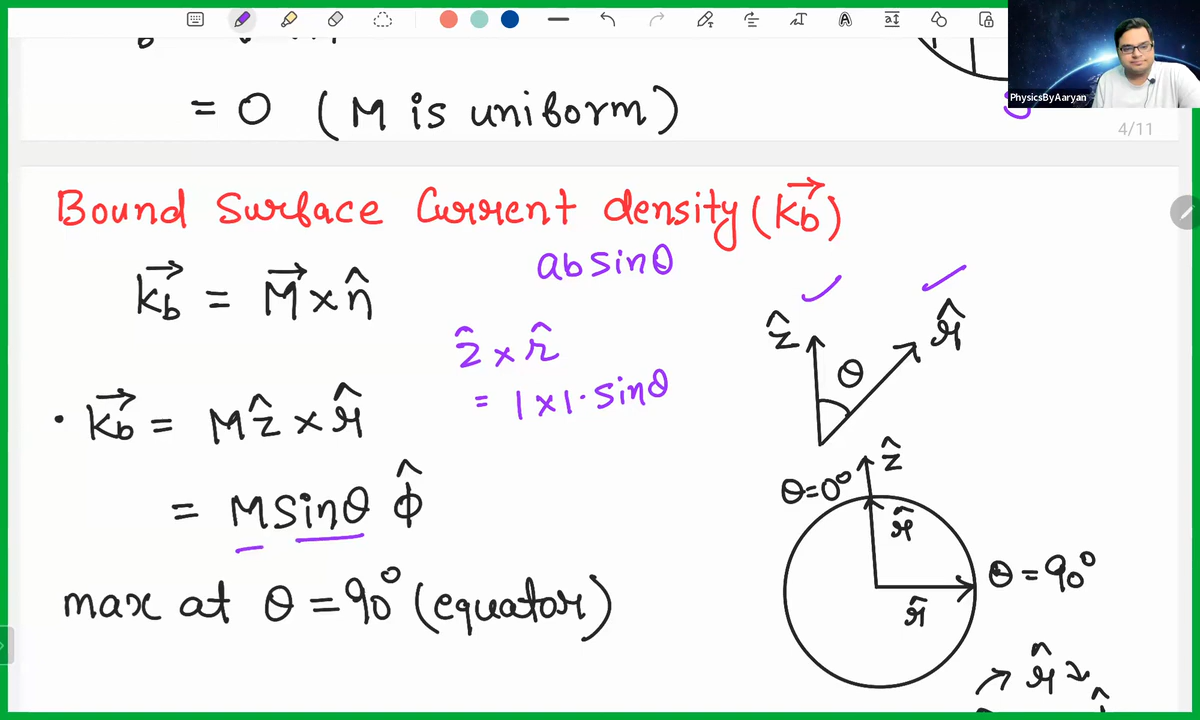 = 0 (M is uniform)
PhysicsByAaryan
4/11
Bound Surface Current density (K⃗b)
K⃗b = M⃗ × n̂
ab sinθ
ẑ × r̂
= 1×1·sinθ
ẑ
r̂
θ
• K⃗b = Mẑ × r̂
= M sinθ φ̂
max at θ = 90° (equator)
θ=0°
ẑ
r̂
θ = 90°
r̂
r̂